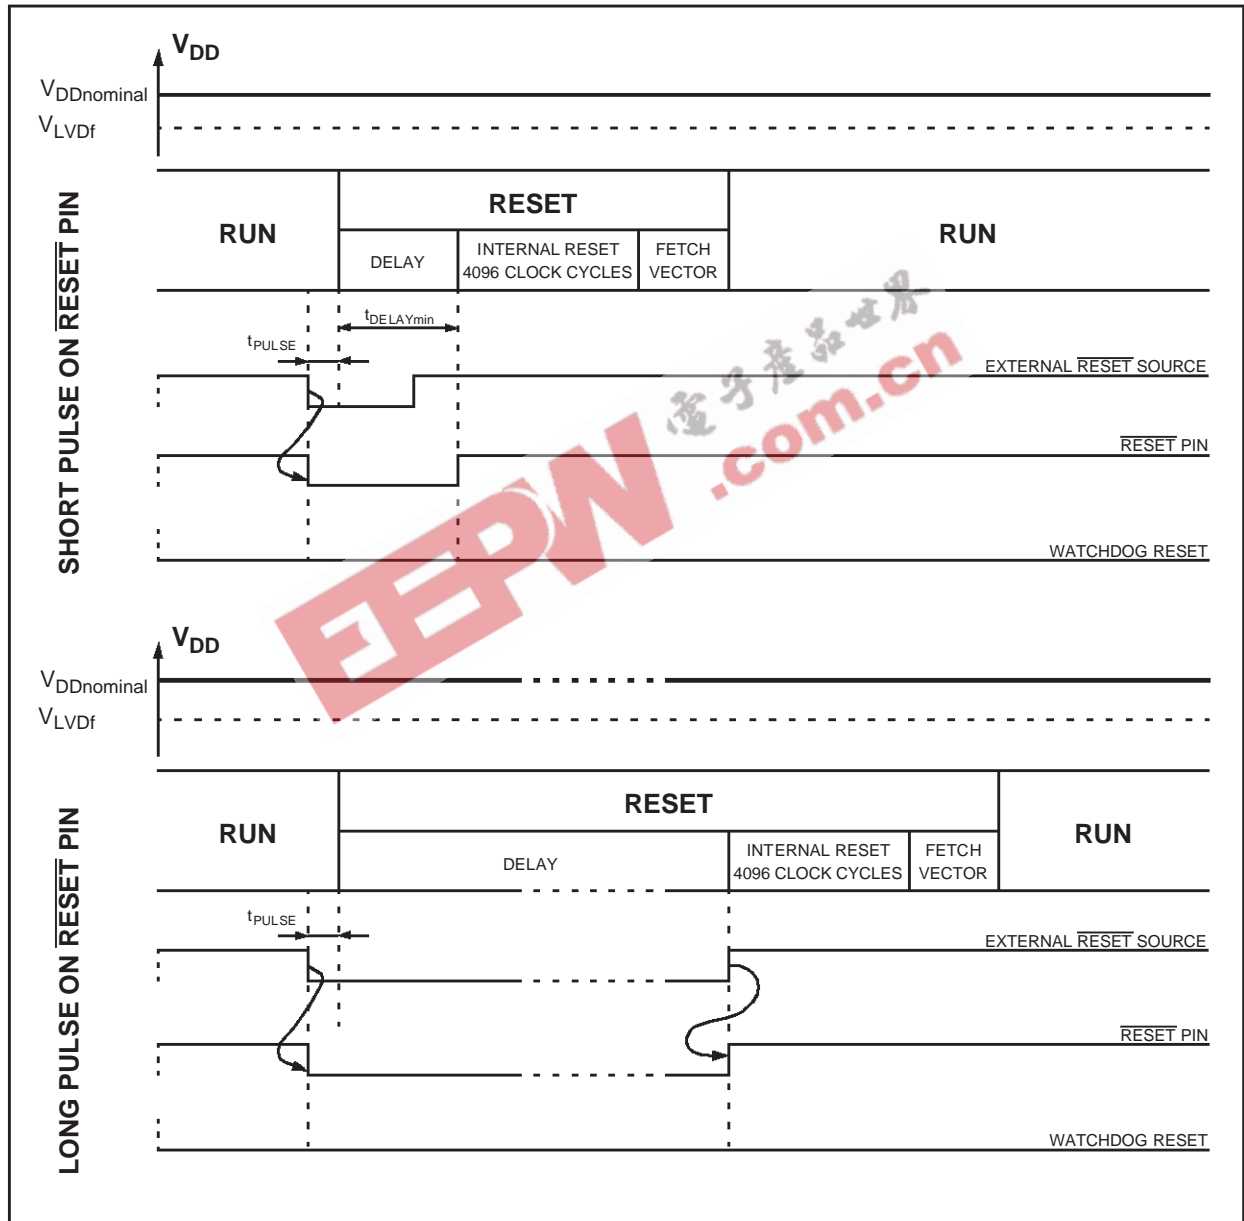 VDD
VDDnominal
VLVDf
SHORT PULSE ON RESET PIN
RUN
RESET
RUN
DELAY
INTERNAL RESET
4096 CLOCK CYCLES
FETCH
VECTOR
tDELAYmin
tPULSE
EXTERNAL RESET SOURCE
RESET PIN
WATCHDOG RESET
電子產品世界
EEPW
.com.cn
VDD
VDDnominal
VLVDf
LONG PULSE ON RESET PIN
RUN
RESET
RUN
DELAY
INTERNAL RESET
4096 CLOCK CYCLES
FETCH
VECTOR
tPULSE
EXTERNAL RESET SOURCE
RESET PIN
WATCHDOG RESET